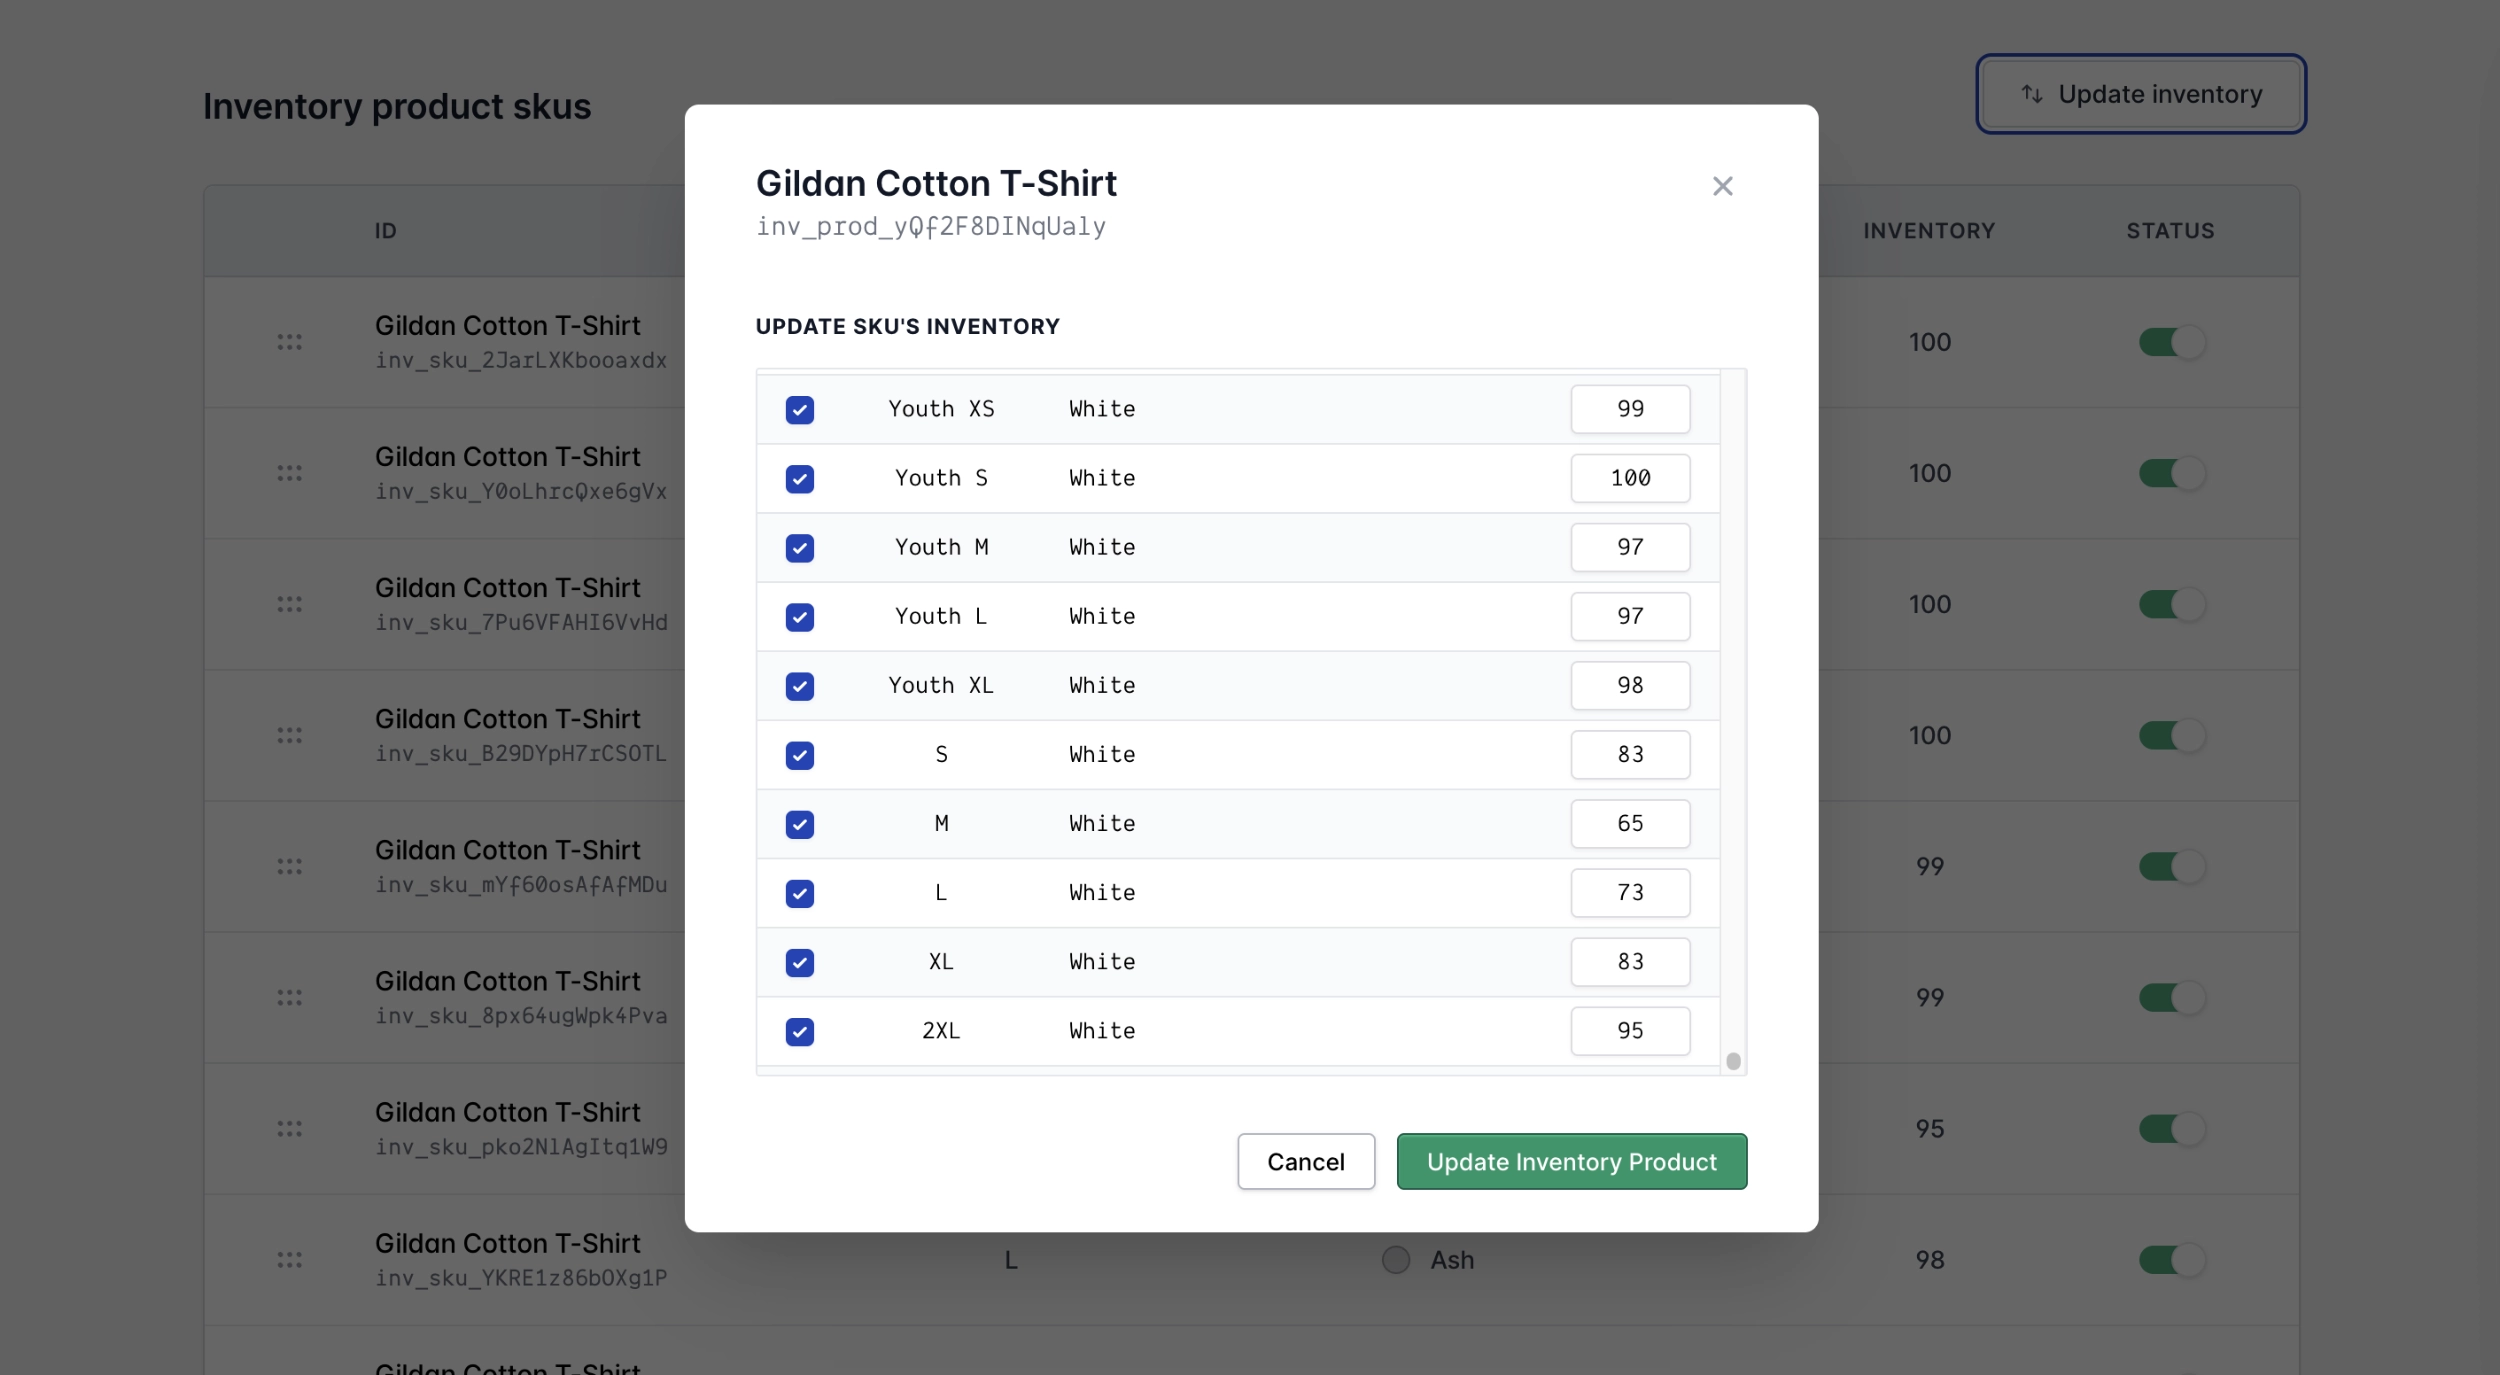 Inventory product skus
Update inventory
ID INVENTORY STATUS
Gildan Cotton T-Shirt
inv_sku_2JarLXKbooaxdx
100
Gildan Cotton T-Shirt
inv_sku_Y0oLhrcQxe6gVx
100
Gildan Cotton T-Shirt
inv_sku_7Pu6VFAHI6VvHd
100
Gildan Cotton T-Shirt
inv_sku_B29DYpH7rCSOTL
100
Gildan Cotton T-Shirt
inv_sku_mYf60osAfAfMDu
99
Gildan Cotton T-Shirt
inv_sku_8px64ugWpk4Pva
99
Gildan Cotton T-Shirt
inv_sku_pko2NlAgItq1W9
95
Gildan Cotton T-Shirt
inv_sku_YKRE1z86bOXg1P
L Ash 98
Gildan Cotton T-Shirt
Gildan Cotton T-Shirt
inv_prod_yQf2F8DINqUaly
UPDATE SKU'S INVENTORY
Youth XS White 99
Youth S White 100
Youth M White 97
Youth L White 97
Youth XL White 98
S White 83
M White 65
L White 73
XL White 83
2XL White 95
Cancel Update Inventory Product